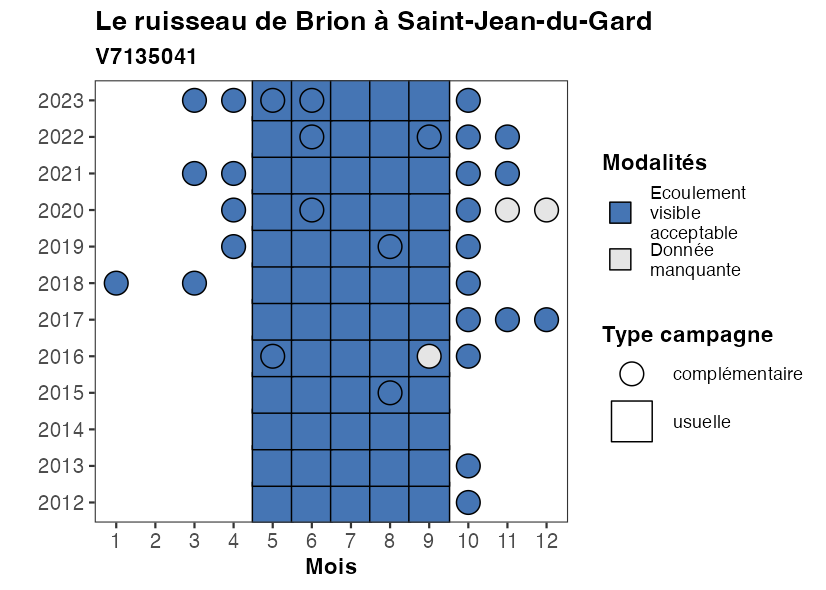 Le ruisseau de Brion à Saint-Jean-du-Gard
V7135041
2023
2022
2021
2020
2019
2018
2017
2016
2015
2014
2013
2012
1 2 3 4 5 6 7 8 9 10 11 12
Mois
Modalités
Ecoulement
visible
acceptable
Donnée
manquante
Type campagne
complémentaire
usuelle